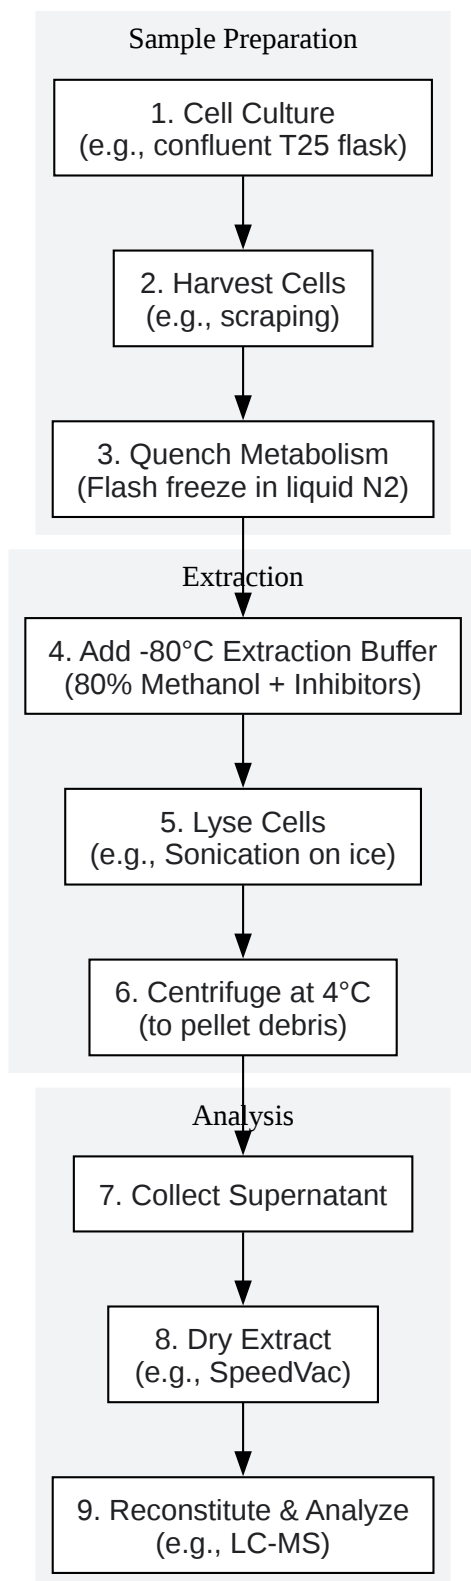 Sample Preparation
1. Cell Culture
(e.g., confluent T25 flask)
2. Harvest Cells
(e.g., scraping)
3. Quench Metabolism
(Flash freeze in liquid N2)
Extraction
4. Add -80°C Extraction Buffer
(80% Methanol + Inhibitors)
5. Lyse Cells
(e.g., Sonication on ice)
6. Centrifuge at 4°C
(to pellet debris)
Analysis
7. Collect Supernatant
8. Dry Extract
(e.g., SpeedVac)
9. Reconstitute & Analyze
(e.g., LC-MS)